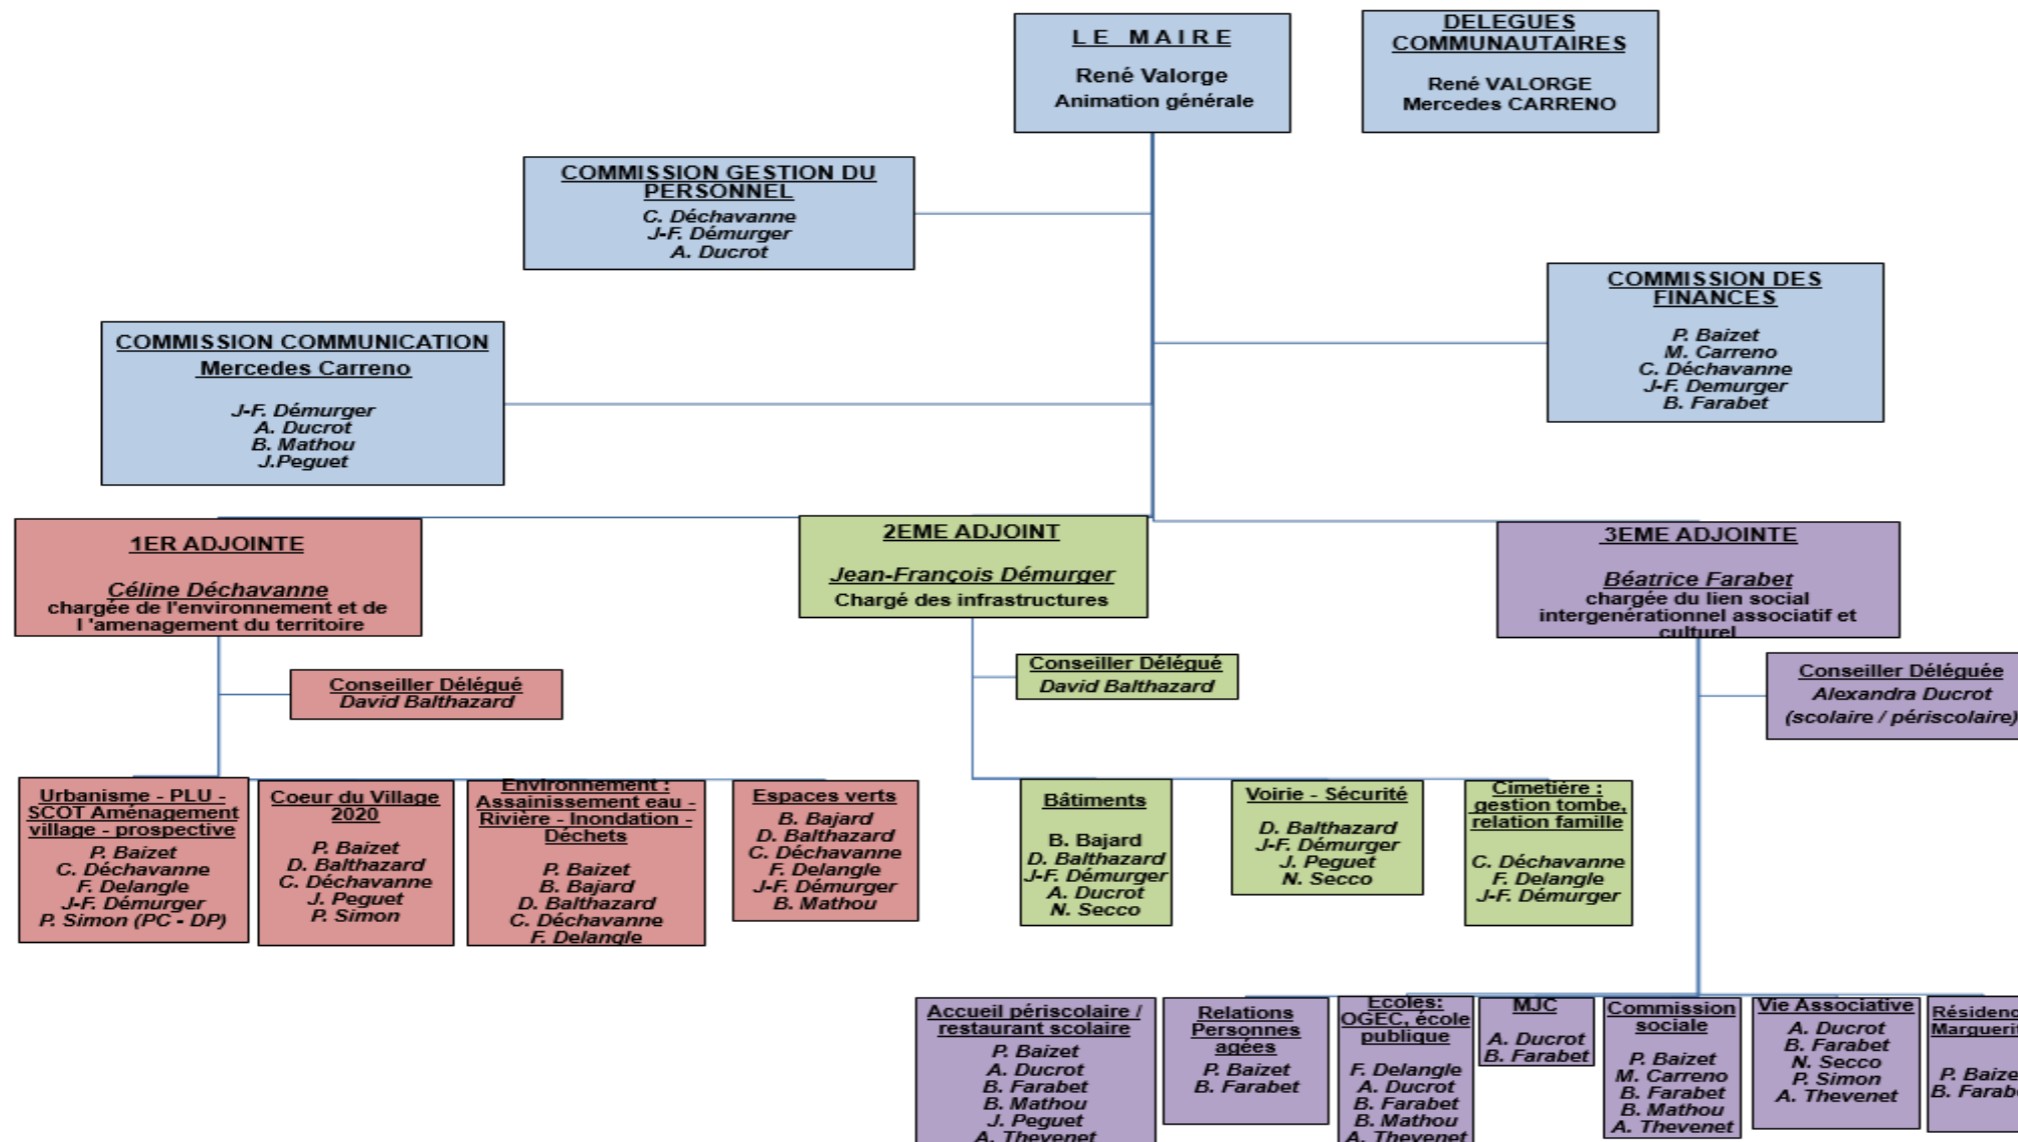 LE MAIRE
René Valorge
Animation générale
DELEGUES
COMMUNAUTAIRES
René VALORGE
Mercedes CARRENO
COMMISSION GESTION DU
PERSONNEL
C. Déchavanne
J-F. Démurger
A. Ducrot
COMMISSION DES
FINANCES
P. Baizet
M. Carreno
C. Déchavanne
J-F. Demurger
B. Farabet
COMMISSION COMMUNICATION
Mercedes Carreno
J-F. Démurger
A. Ducrot
B. Mathou
J.Peguet
1ER ADJOINTE
Céline Déchavanne
chargée de l'environnement et de
l 'amenagement du territoire
2EME ADJOINT
Jean-François Démurger
Chargé des infrastructures
3EME ADJOINTE
Béatrice Farabet
chargée du lien social
intergenérationnel associatif et
culturel
Conseiller Délégué
David Balthazard
Conseiller Délégué
David Balthazard
Conseiller Déléguée
Alexandra Ducrot
(scolaire / périscolaire)
Urbanisme - PLU -
SCOT Aménagement
village - prospective
P. Baizet
C. Déchavanne
F. Delangle
J-F. Démurger
P. Simon (PC - DP)
Coeur du Village
2020
P. Baizet
D. Balthazard
C. Déchavanne
J. Peguet
P. Simon
Environnement :
Assainissement eau -
Rivière - Inondation -
Déchets
P. Baizet
B. Bajard
D. Balthazard
C. Déchavanne
F. Delangle
Espaces verts
B. Bajard
D. Balthazard
C. Déchavanne
F. Delangle
J-F. Démurger
B. Mathou
Bâtiments
B. Bajard
D. Balthazard
J-F. Démurger
A. Ducrot
N. Secco
Voirie - Sécurité
D. Balthazard
J-F. Démurger
J. Peguet
N. Secco
Cimetière :
gestion tombe,
relation famille
C. Déchavanne
F. Delangle
J-F. Démurger
Accueil périscolaire /
restaurant scolaire
P. Baizet
A. Ducrot
B. Farabet
B. Mathou
J. Peguet
A. Thevenet
Relations
Personnes
agées
P. Baizet
B. Farabet
Ecoles:
OGEC, école
publique
F. Delangle
A. Ducrot
B. Farabet
B. Mathou
A. Thevenet
MJC
A. Ducrot
B. Farabet
Commission
sociale
P. Baizet
M. Carreno
B. Farabet
B. Mathou
A. Thevenet
Vie Associative
A. Ducrot
B. Farabet
N. Secco
P. Simon
A. Thevenet
P.
B.